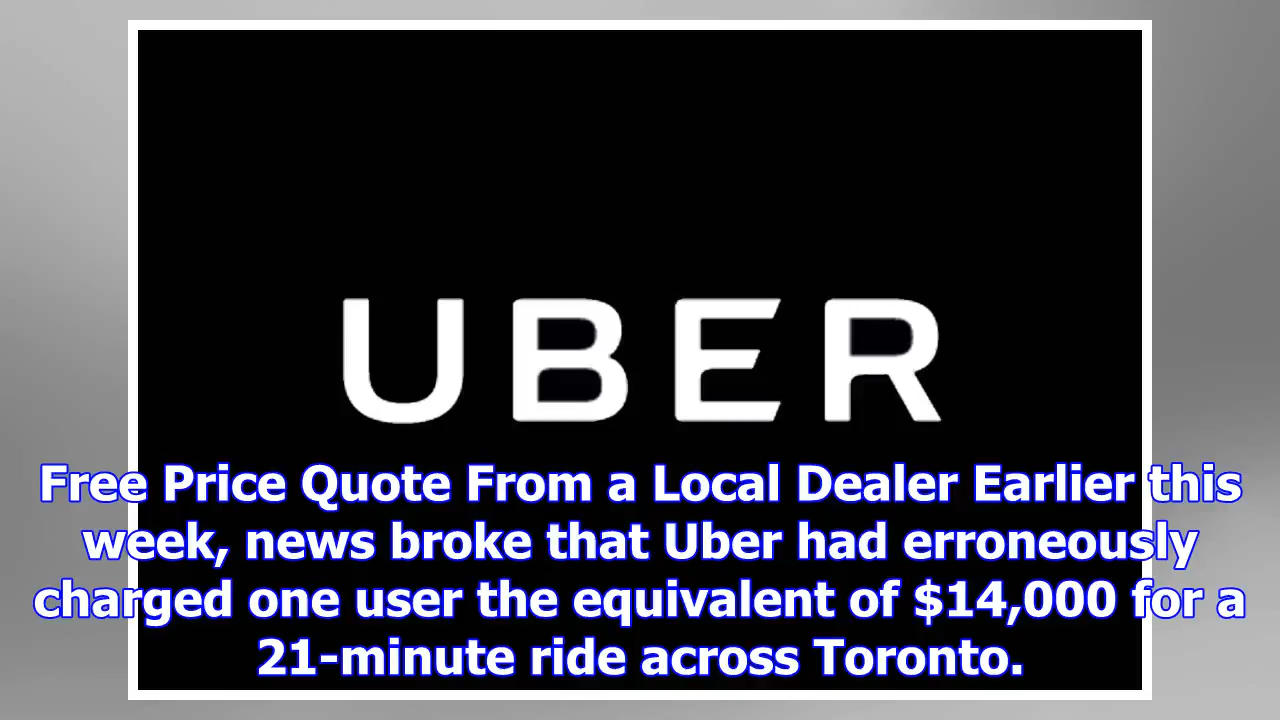 UBER
Free Price Quote From a Local Dealer Earlier this
week, news broke that Uber had erroneously
charged one user the equivalent of $14,000 for a
21-minute ride across Toronto.